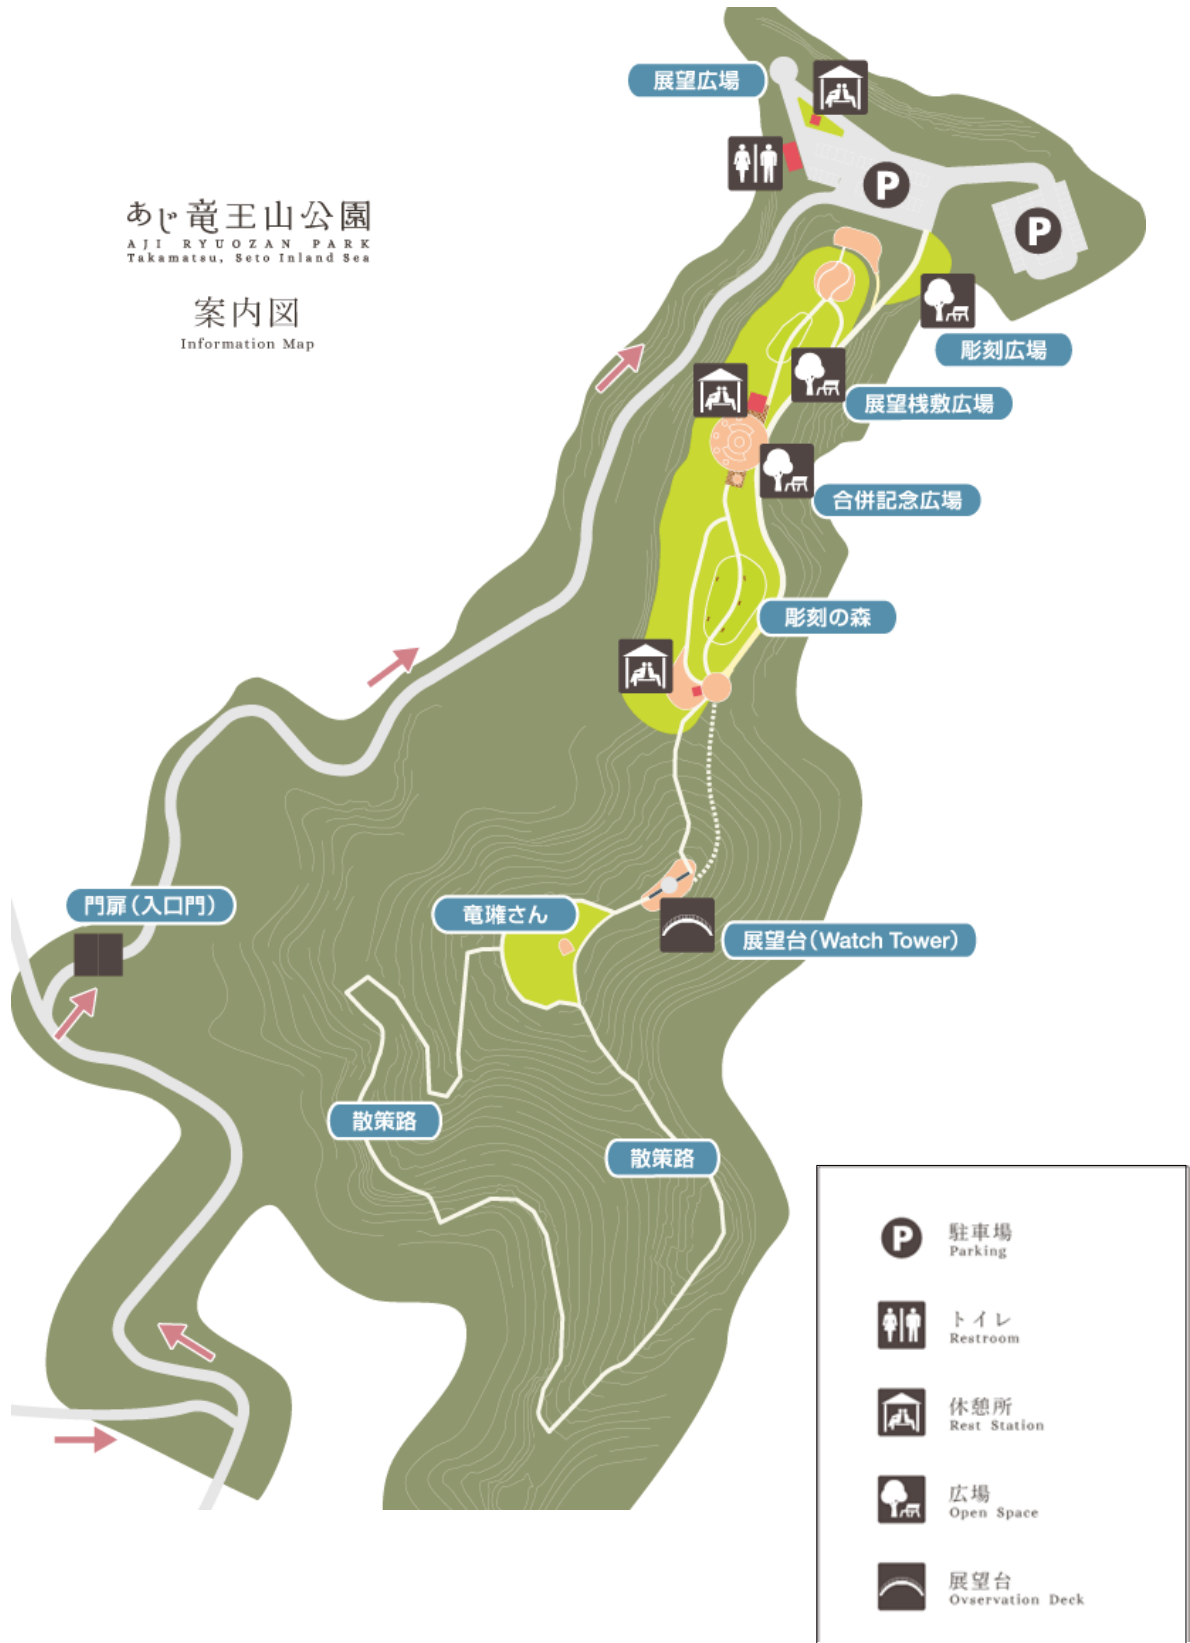 あじ竜王山公園
AJI RYUOZAN PARK
Takamatsu, Seto Inland Sea
案内図
Information Map
展望広場
P
P
彫刻広場
展望桟敷広場
合併記念広場
彫刻の森
門扉（入口門）
竜璀さん
展望台（Watch Tower）
散策路
散策路
P
駐車場
Parking
トイレ
Restroom
休憩所
Rest Station
広場
Open Space
展望台
Ovservation Deck